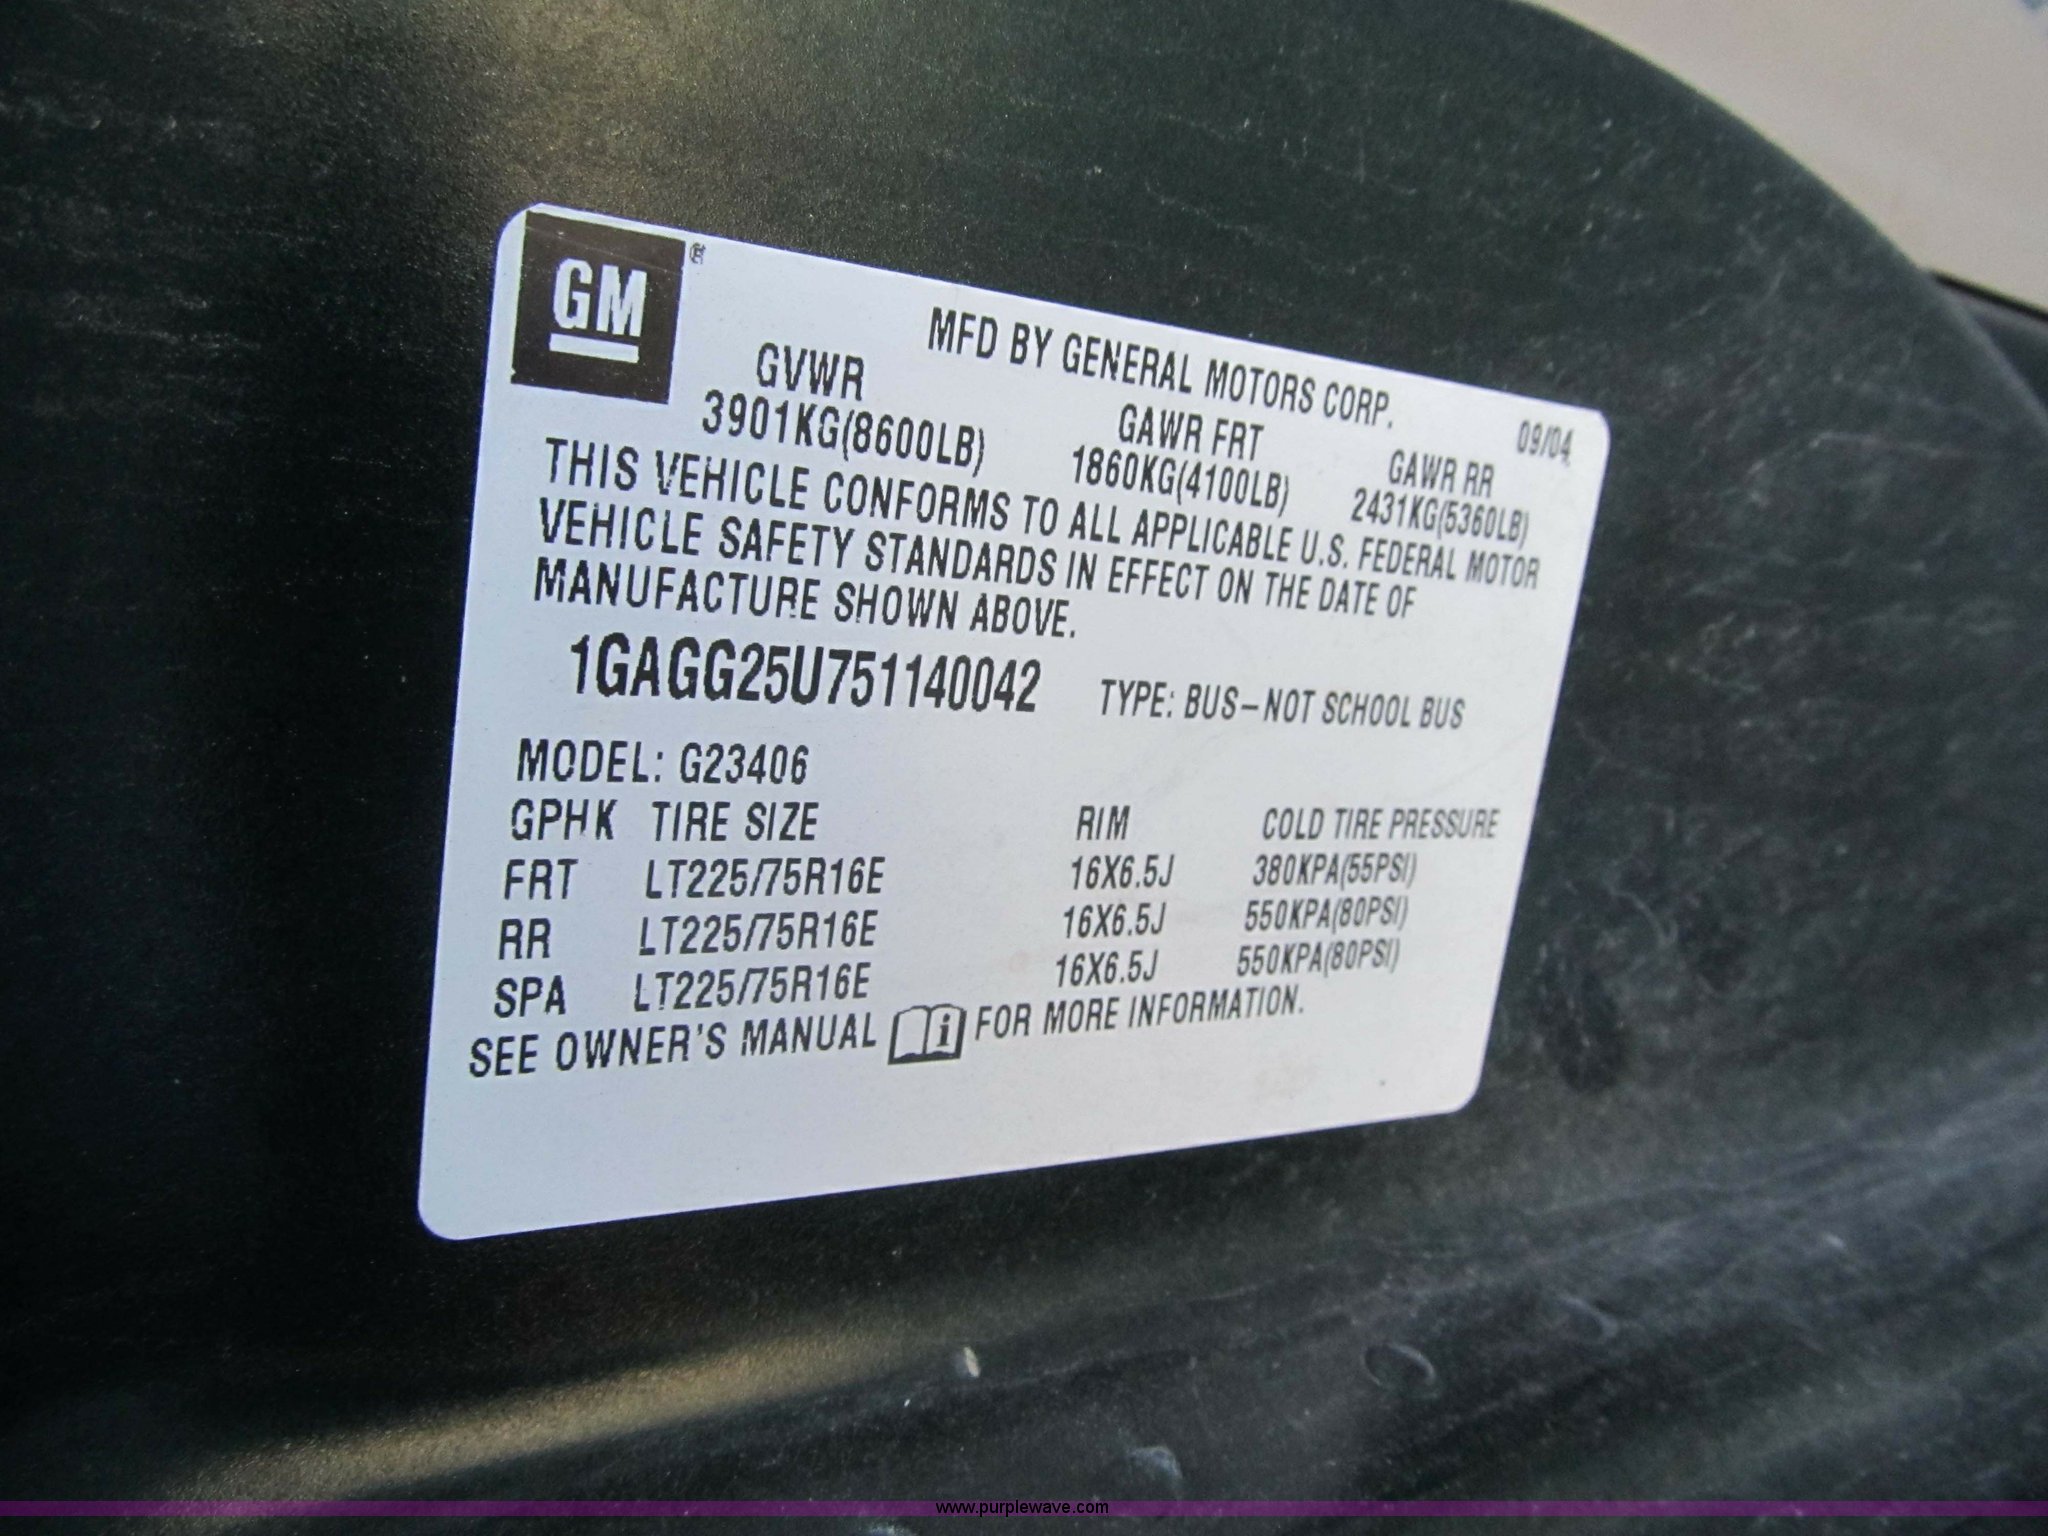 GM ®
MFD BY GENERAL MOTORS CORP. 09/04
GVWR GAWR FRT GAWR RR
3901KG(8600LB) 1860KG(4100LB) 2431KG(5360LB)
THIS VEHICLE CONFORMS TO ALL APPLICABLE U.S. FEDERAL MOTOR
VEHICLE SAFETY STANDARDS IN EFFECT ON THE DATE OF
MANUFACTURE SHOWN ABOVE.
1GAGG25U751140042 TYPE: BUS–NOT SCHOOL BUS
MODEL: G23406
GPHK TIRE SIZE RIM COLD TIRE PRESSURE
FRT LT225/75R16E 16X6.5J 380KPA(55PSI)
RR LT225/75R16E 16X6.5J 550KPA(80PSI)
SPA LT225/75R16E 16X6.5J 550KPA(80PSI)
SEE OWNER'S MANUAL i FOR MORE INFORMATION.
www.purplewave.com